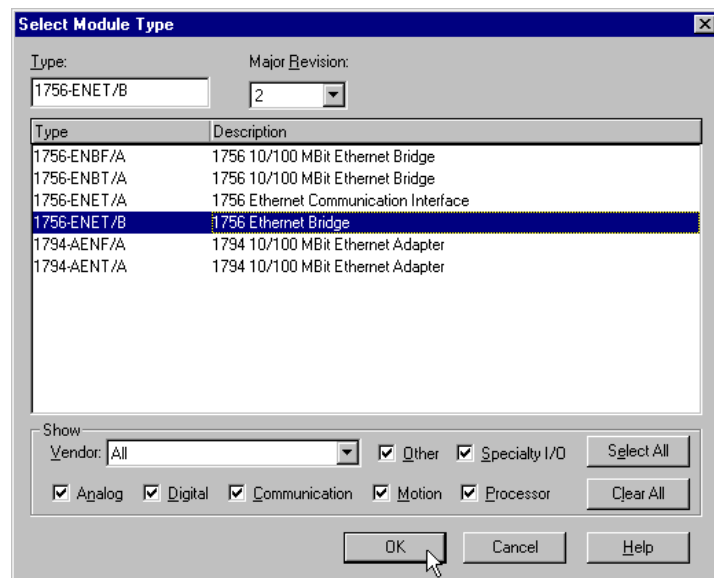 Select Module Type
Type:
Major Revision:
1756-ENET/B
2
Type Description
1756-ENBF/A 1756 10/100 MBit Ethernet Bridge
1756-ENBT/A 1756 10/100 MBit Ethernet Bridge
1756-ENET/A 1756 Ethernet Communication Interface
1756-ENET/B 1756 Ethernet Bridge
1794-AENF/A 1794 10/100 MBit Ethernet Adapter
1794-AENT/A 1794 10/100 MBit Ethernet Adapter
Show
Vendor: All Other Specialty I/O Select All
Analog Digital Communication Motion Processor Clear All
OK Cancel Help